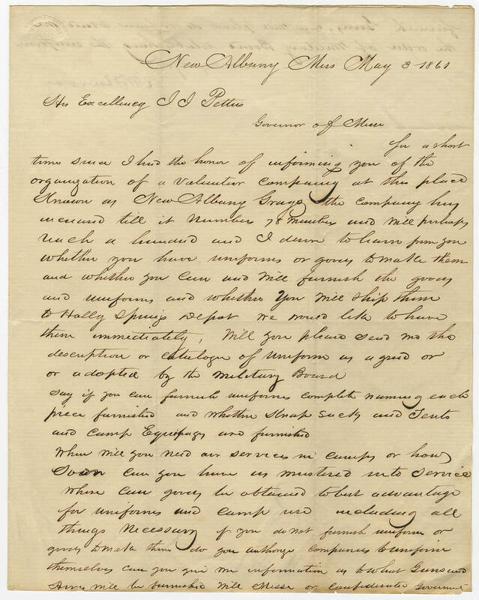 New Albany Miss May 3 1861
His Excellency J J Pettus
Governor of Miss
for a short
time since I had the honor of informing you of the
organization of a volunteer company at this place
Known as New Albany Grays the company has
increased till it number 78 members and will perhaps
reach a hundred and I desire to learn from you
whether you have uniforms or goods to make them
and whether you can and will furnish the goods
and uniforms and whether you will ship them
to Holly Springs Depot we would like to have
them immediately, Will you please send me the
description or catalogue of uniform as agreed or
or adopted by the Military Board
say if you can furnish uniforms complete naming each
piece furnished and whether Knap sacks and Tents
and camp Equipage and furnished
When will you need our services in camps or how
soon can you have us mustered into service
Where can goods be obtained to best advantage
for uniforms and camp use including all
things necessary if you do not furnish uniforms or
goods to make them do you authorize companies to uniform
themselves can you give me information as to what Guns and
Arms will be furnished will Miss or Confederate Government